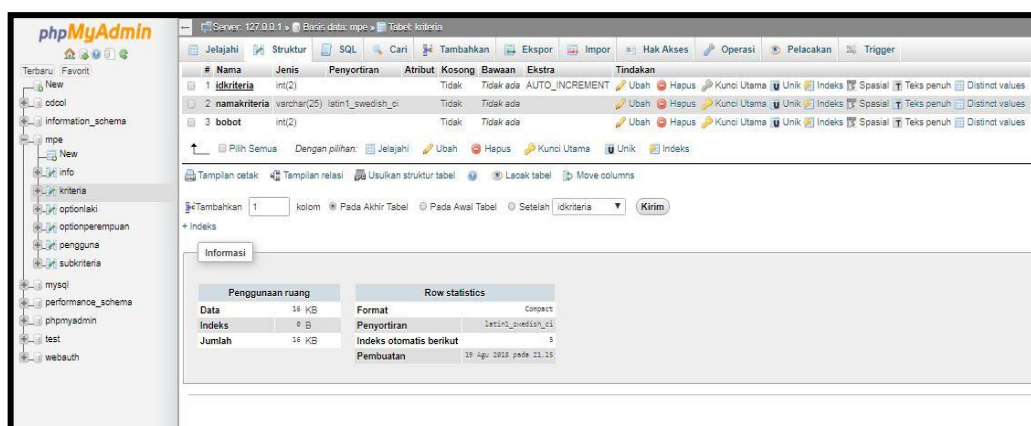 phpMyAdmin
Terbaru Favorit
New
cdcol
information_schema
mpe
New
info
kriteria
optionlaki
optionperempuan
pengguna
subkriteria
mysql
performance_schema
phpmyadmin
test
webauth
Server: 127.0.0.1 » Basis data: mpe » Tabel: kriteria
Jelajahi Struktur SQL Cari Tambahkan Ekspor Impor Hak Akses Operasi Pelacakan Trigger
# Nama Jenis Penyortiran Atribut Kosong Bawaan Ekstra Tindakan
1 idkriteria int(2) Tidak Tidak ada AUTO_INCREMENT Ubah Hapus Kunci Utama Unik Indeks Spasial Teks penuh Distinct values
2 namakriteria varchar(25) latin1_swedish_ci Tidak Tidak ada Ubah Hapus Kunci Utama Unik Indeks Spasial Teks penuh Distinct values
3 bobot int(2) Tidak Tidak ada Ubah Hapus Kunci Utama Unik Indeks Spasial Teks penuh Distinct values
Pilih Semua Dengan pilihan: Jelajahi Ubah Hapus Kunci Utama Unik Indeks
Tampilan cetak Tampilan relasi Usulkan struktur tabel Lacak tabel Move columns
Tambahkan 1 kolom Pada Akhir Tabel Pada Awal Tabel Setelah idkriteria Kirim
+ Indeks
Informasi
Penggunaan ruang
Data 16 KB
Indeks 0 B
Jumlah 16 KB
Row statistics
Format Compact
Penyortiran latin1_swedish_ci
Indeks otomatis berikut 5
Pembuatan 19 Agu 2018 pada 21.15